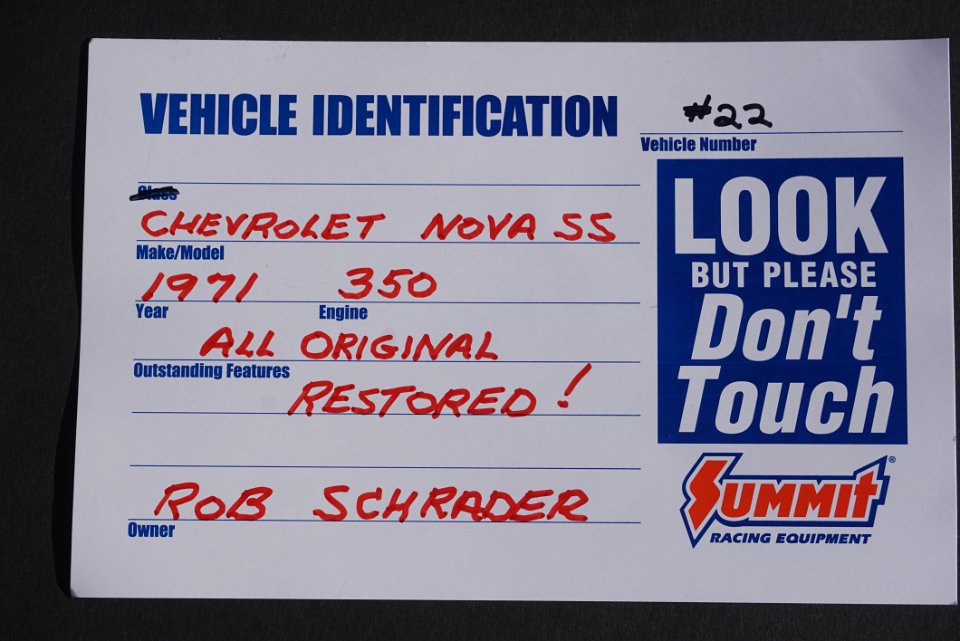 VEHICLE IDENTIFICATION
#22
Vehicle Number
Class
CHEVROLET NOVA SS
Make/Model
1971 350
Year Engine
ALL ORIGINAL
Outstanding Features
RESTORED!
ROB SCHRADER
Owner
LOOK
BUT PLEASE
Don't
Touch
SUMMIT®
RACING EQUIPMENT